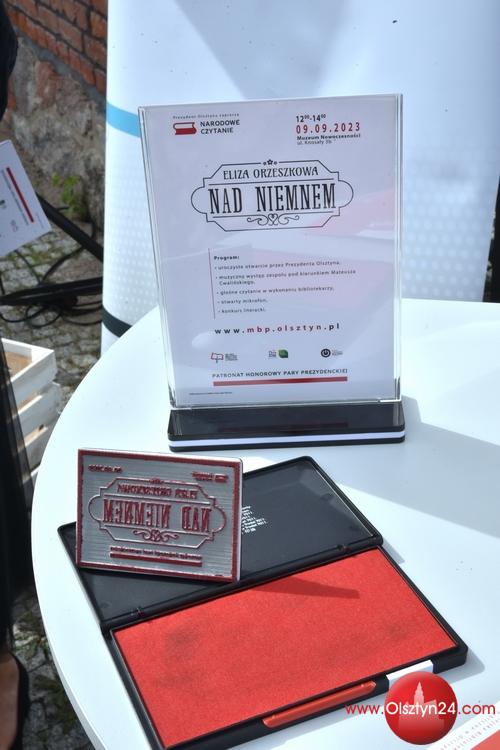 Prezydent Olsztyna zaprasza
NARODOWE
CZYTANIE
12⁰⁰-14⁰⁰
09.09.2023
Muzeum Nowoczesności
ul. Knosały 3b
ELIZA ORZESZKOWA
NAD NIEMNEM
Program:
• uroczyste otwarcie przez Prezydenta Olsztyna,
• muzyczny występ zespołu pod kierunkiem Mateusza
Cwalińskiego,
• głośne czytanie w wykonaniu bibliotekarzy,
• otwarty mikrofon,
• konkurs literacki.
www.mbp.olsztyn.pl
PATRONAT HONOROWY PARY PREZYDENCKIEJ
ELIZA ORZESZKOWA
NAD NIEMNEM
www.Olsztyn24.com